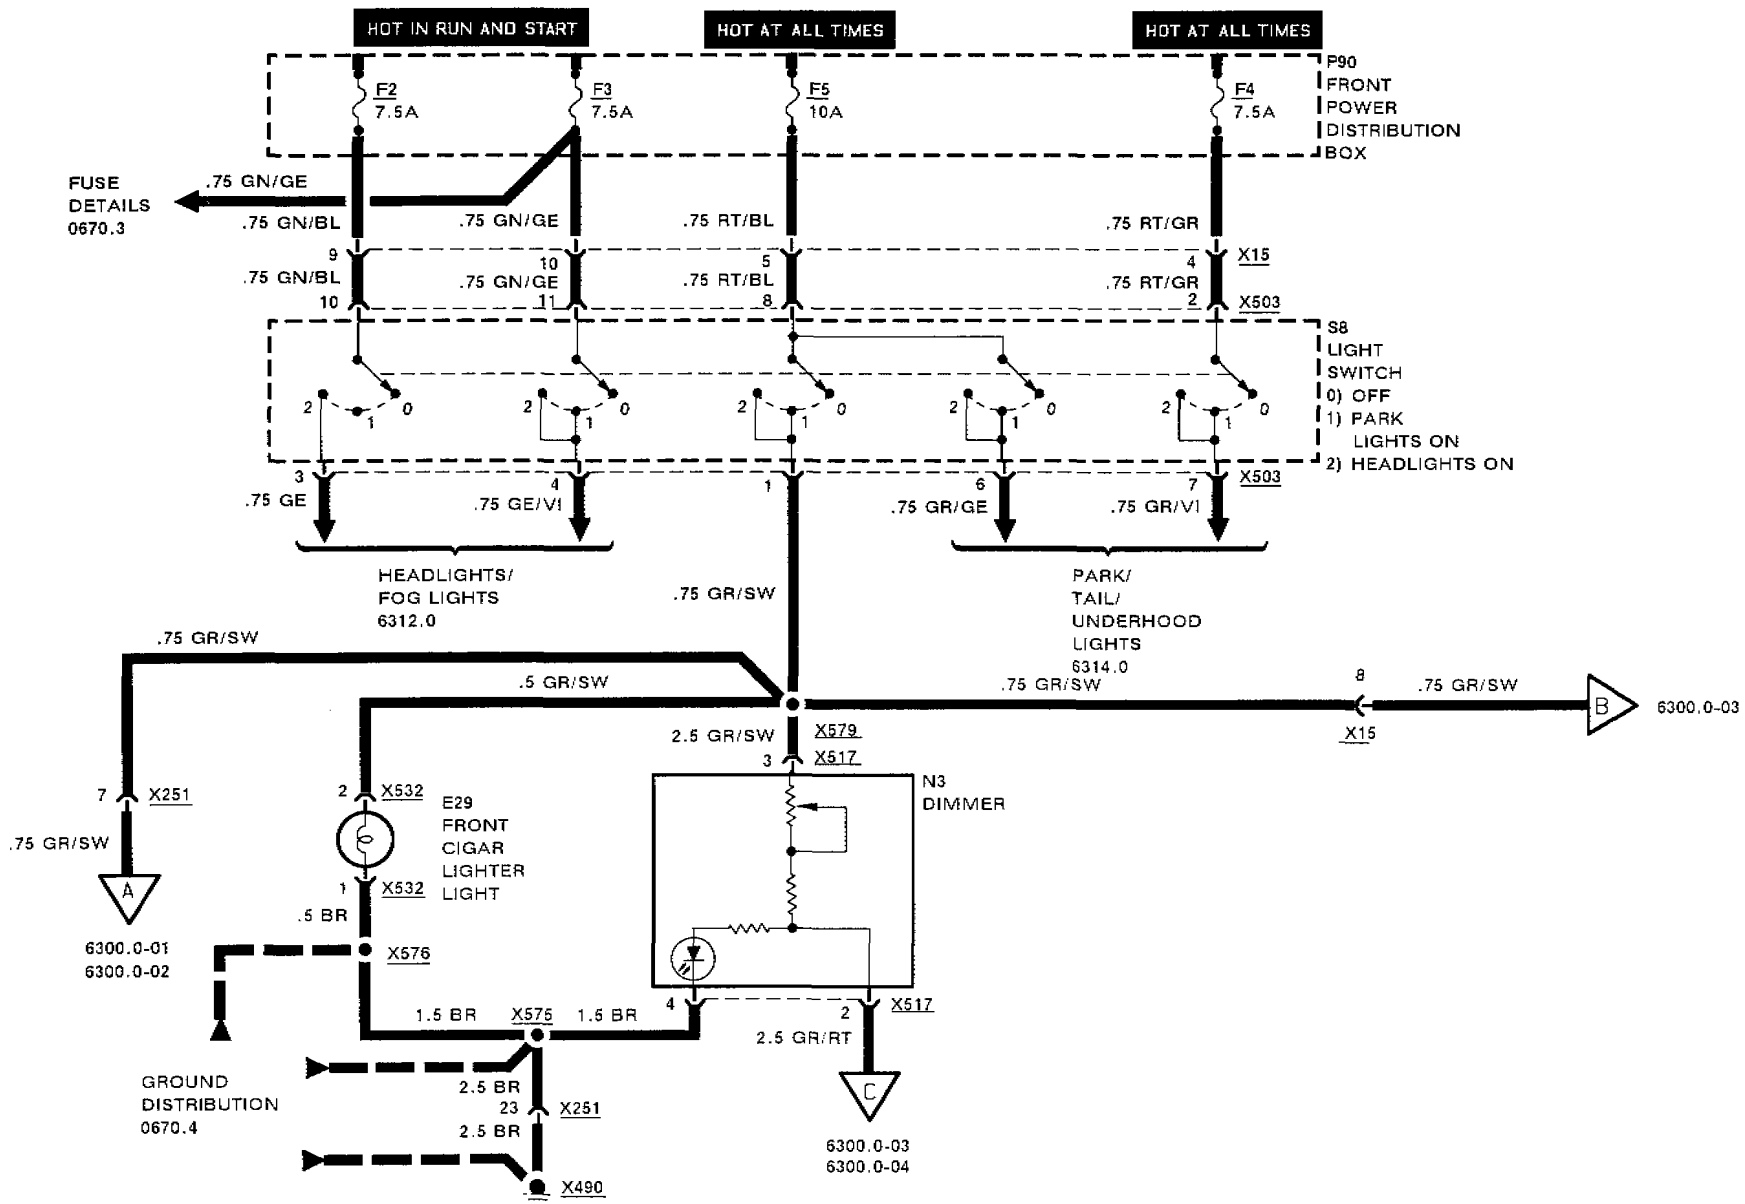 HOT IN RUN AND START
HOT AT ALL TIMES
HOT AT ALL TIMES
F2
7.5A
F3
7.5A
F5
10A
F4
7.5A
P90
FRONT
POWER
DISTRIBUTION
BOX
FUSE
DETAILS
0670.3
.75 GN/GE
.75 GN/BL
.75 GN/GE
.75 RT/BL
.75 RT/GR
9
10
5
4
X15
.75 GN/BL
.75 GN/GE
.75 RT/BL
.75 RT/GR
10
11
8
2
X503
S8
LIGHT
SWITCH
0) OFF
1) PARK
LIGHTS ON
2) HEADLIGHTS ON
2
1
0
2
1
0
2
1
0
2
1
0
2
1
0
3
4
1
6
7
X503
.75 GE
.75 GE/VI
.75 GR/GE
.75 GR/VI
HEADLIGHTS/
FOG LIGHTS
6312.0
PARK/
TAIL/
UNDERHOOD
LIGHTS
6314.0
.75 GR/SW
.75 GR/SW
.5 GR/SW
.75 GR/SW
8
X15
.75 GR/SW
B
6300.0-03
2.5 GR/SW
X579
3
X517
N3
DIMMER
7
X251
.75 GR/SW
A
6300.0-01
6300.0-02
2
X532
E29
FRONT
CIGAR
LIGHTER
LIGHT
1
X532
.5 BR
X576
1.5 BR
X575
1.5 BR
4
2
X517
2.5 GR/RT
C
6300.0-03
6300.0-04
GROUND
DISTRIBUTION
0670.4
2.5 BR
23
X251
2.5 BR
X490